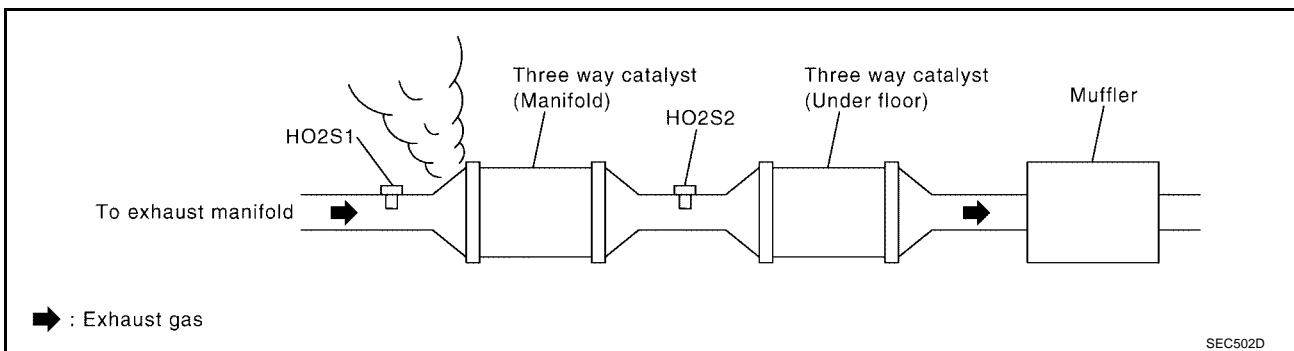 Three way catalyst
(Manifold)
Three way catalyst
(Under floor)
Muffler
HO2S1
HO2S2
To exhaust manifold
: Exhaust gas
SEC502D